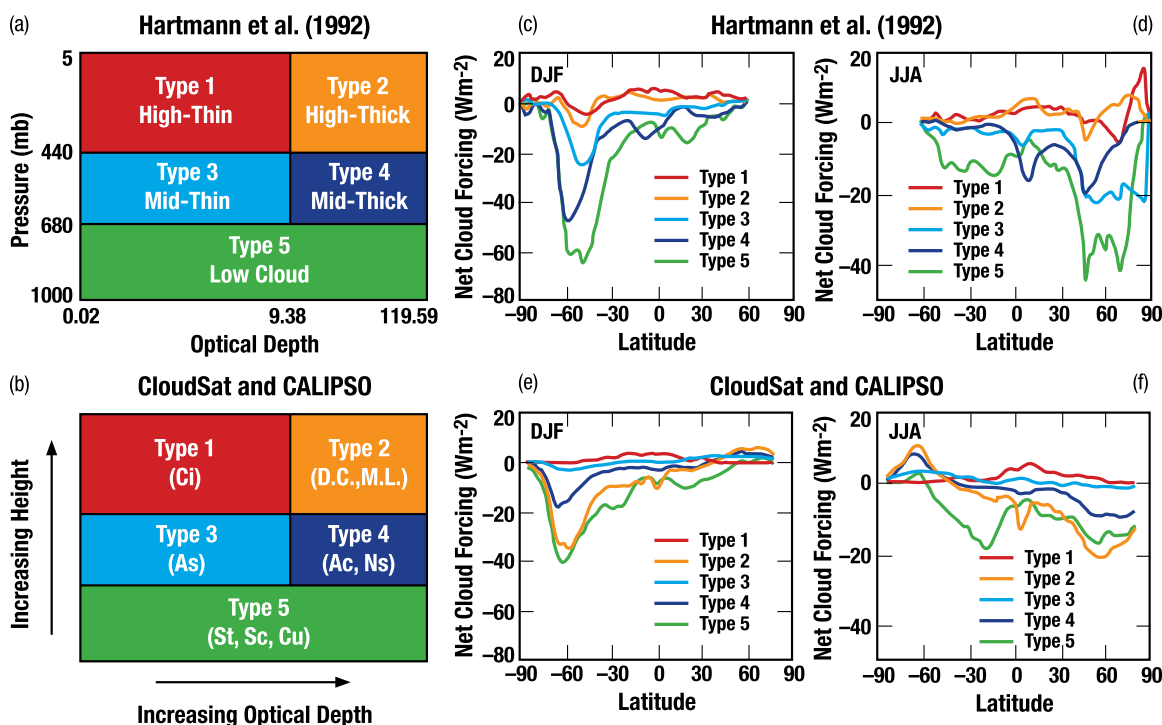 (a) Hartmann et al. (1992)
5
440
680
1000
Pressure (mb)
Type 1
High-Thin
Type 2
High-Thick
Type 3
Mid-Thin
Type 4
Mid-Thick
Type 5
Low Cloud
0.02 9.38 119.59
Optical Depth
(c) Hartmann et al. (1992) (d)
Net Cloud Forcing (Wm-2)
20
0
−20
−40
−60
−80
DJF
Type 1
Type 2
Type 3
Type 4
Type 5
−90 −60 −30 0 30 60 90
Latitude
Net Cloud Forcing (Wm-2)
20
0
−20
−40
JJA
Type 1
Type 2
Type 3
Type 4
Type 5
−90 −60 −30 0 30 60 90
Latitude
(b) CloudSat and CALIPSO
Increasing Height
Type 1
(Ci)
Type 2
(D.C.,M.L.)
Type 3
(As)
Type 4
(Ac, Ns)
Type 5
(St, Sc, Cu)
Increasing Optical Depth
(e) CloudSat and CALIPSO (f)
Net Cloud Forcing (Wm-2)
20
0
−20
−40
−60
−80
DJF
Type 1
Type 2
Type 3
Type 4
Type 5
−90 −60 −30 0 30 60 90
Latitude
Net Cloud Forcing (Wm-2)
20
0
−20
−40
JJA
Type 1
Type 2
Type 3
Type 4
Type 5
−90 −60 −30 0 30 60 90
Latitude